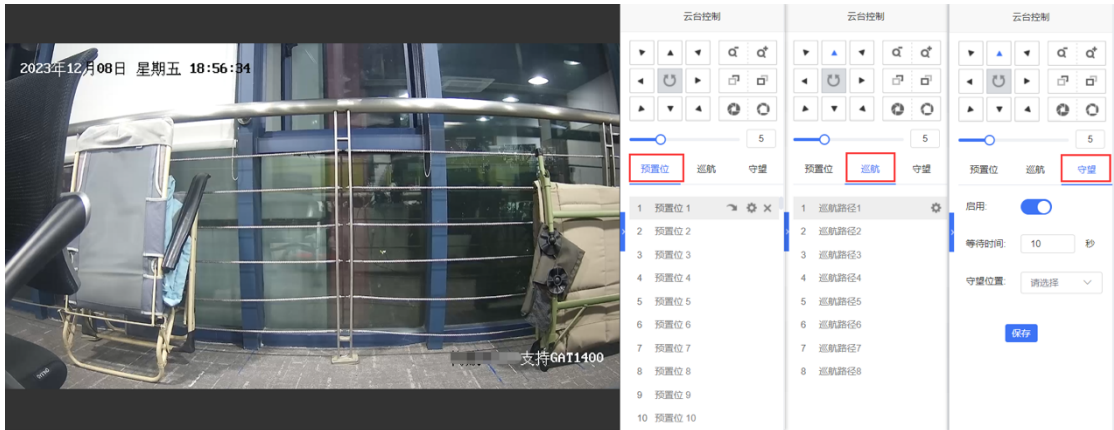 2023年12月08日 星期五 18:56:34
支持GAT1400
云台控制
5
预置位 巡航 守望
1 预置位 1
2 预置位 2
3 预置位 3
4 预置位 4
5 预置位 5
6 预置位 6
7 预置位 7
8 预置位 8
9 预置位 9
10 预置位 10
云台控制
5
预置位 巡航 守望
1 巡航路径1
2 巡航路径2
3 巡航路径3
4 巡航路径4
5 巡航路径5
6 巡航路径6
7 巡航路径7
8 巡航路径8
云台控制
5
预置位 巡航 守望
启用:
等待时间: 10 秒
守望位置: 请选择
保存